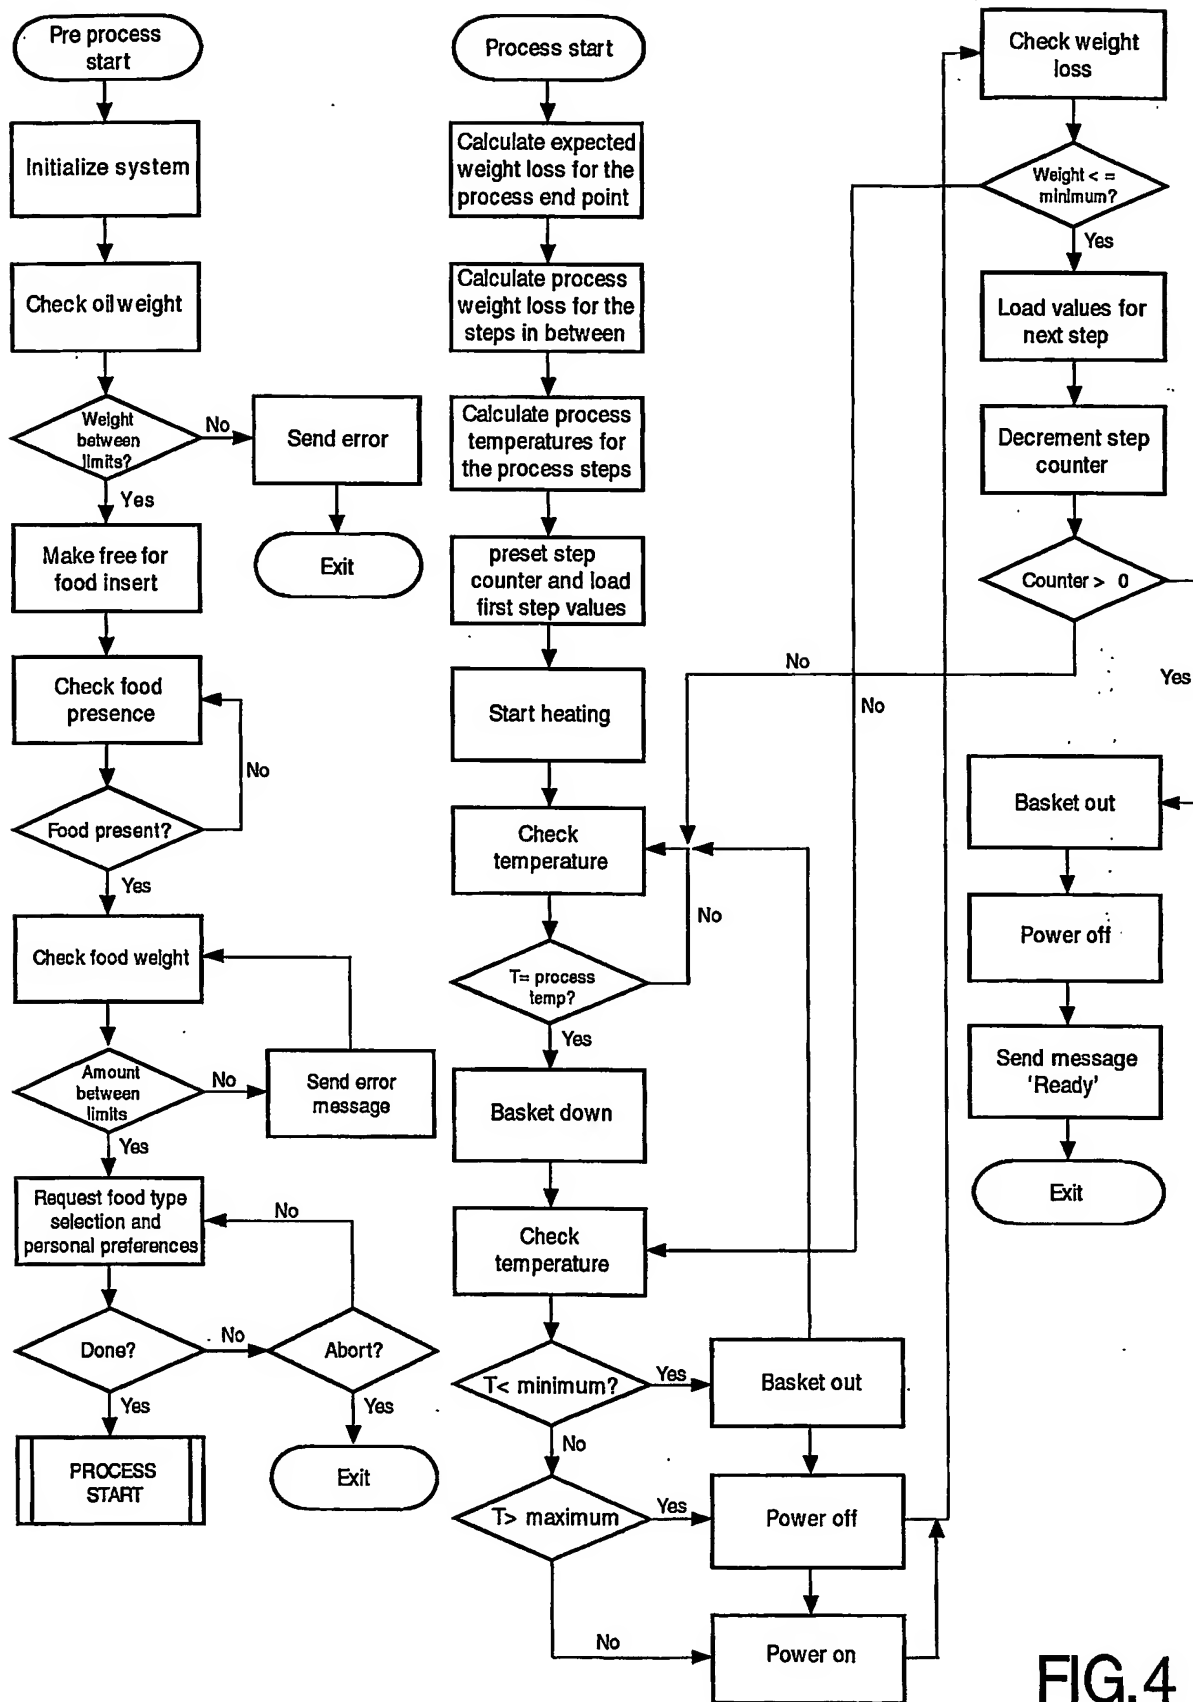 Pre process
start
Initialize system
Check oil weight
Weight
between
limits?
No
Send error
Exit
Yes
Make free for
food insert
Check food
presence
No
Food present?
Yes
Check food weight
Amount
between
limits
No
Send error
message
Yes
Request food type
selection and
personal preferences
No
Done?
No
Abort?
Yes
Yes
PROCESS
START
Exit
Process start
Calculate expected
weight loss for the
process end point
Calculate process
weight loss for the
steps in between
Calculate process
temperatures for
the process steps
preset step
counter and load
first step values
Start heating
Check
temperature
No
T= process
temp?
Yes
Basket down
Check
temperature
T< minimum?
Yes
Basket out
No
T> maximum
Yes
Power off
No
Power on
Check weight
loss
Weight < =
minimum?
Yes
No
Load values for
next step
Decrement step
counter
Counter > 0
No
Yes
Basket out
Power off
Send message
'Ready'
Exit
FIG.4